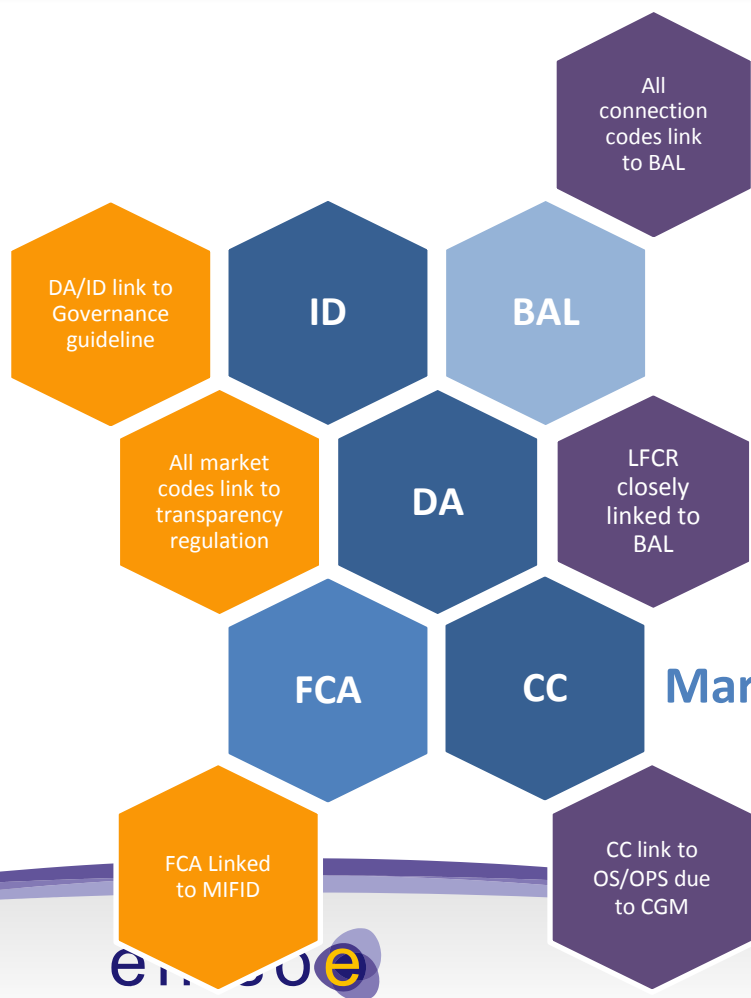 All
connection
codes link
to BAL
DA/ID link to
Governance
guideline
ID
BAL
All market
codes link to
transparency
regulation
DA
LFCR
closely
linked to
BAL
FCA
CC
Mar
FCA Linked
to MIFID
CC link to
OS/OPS due
to CGM